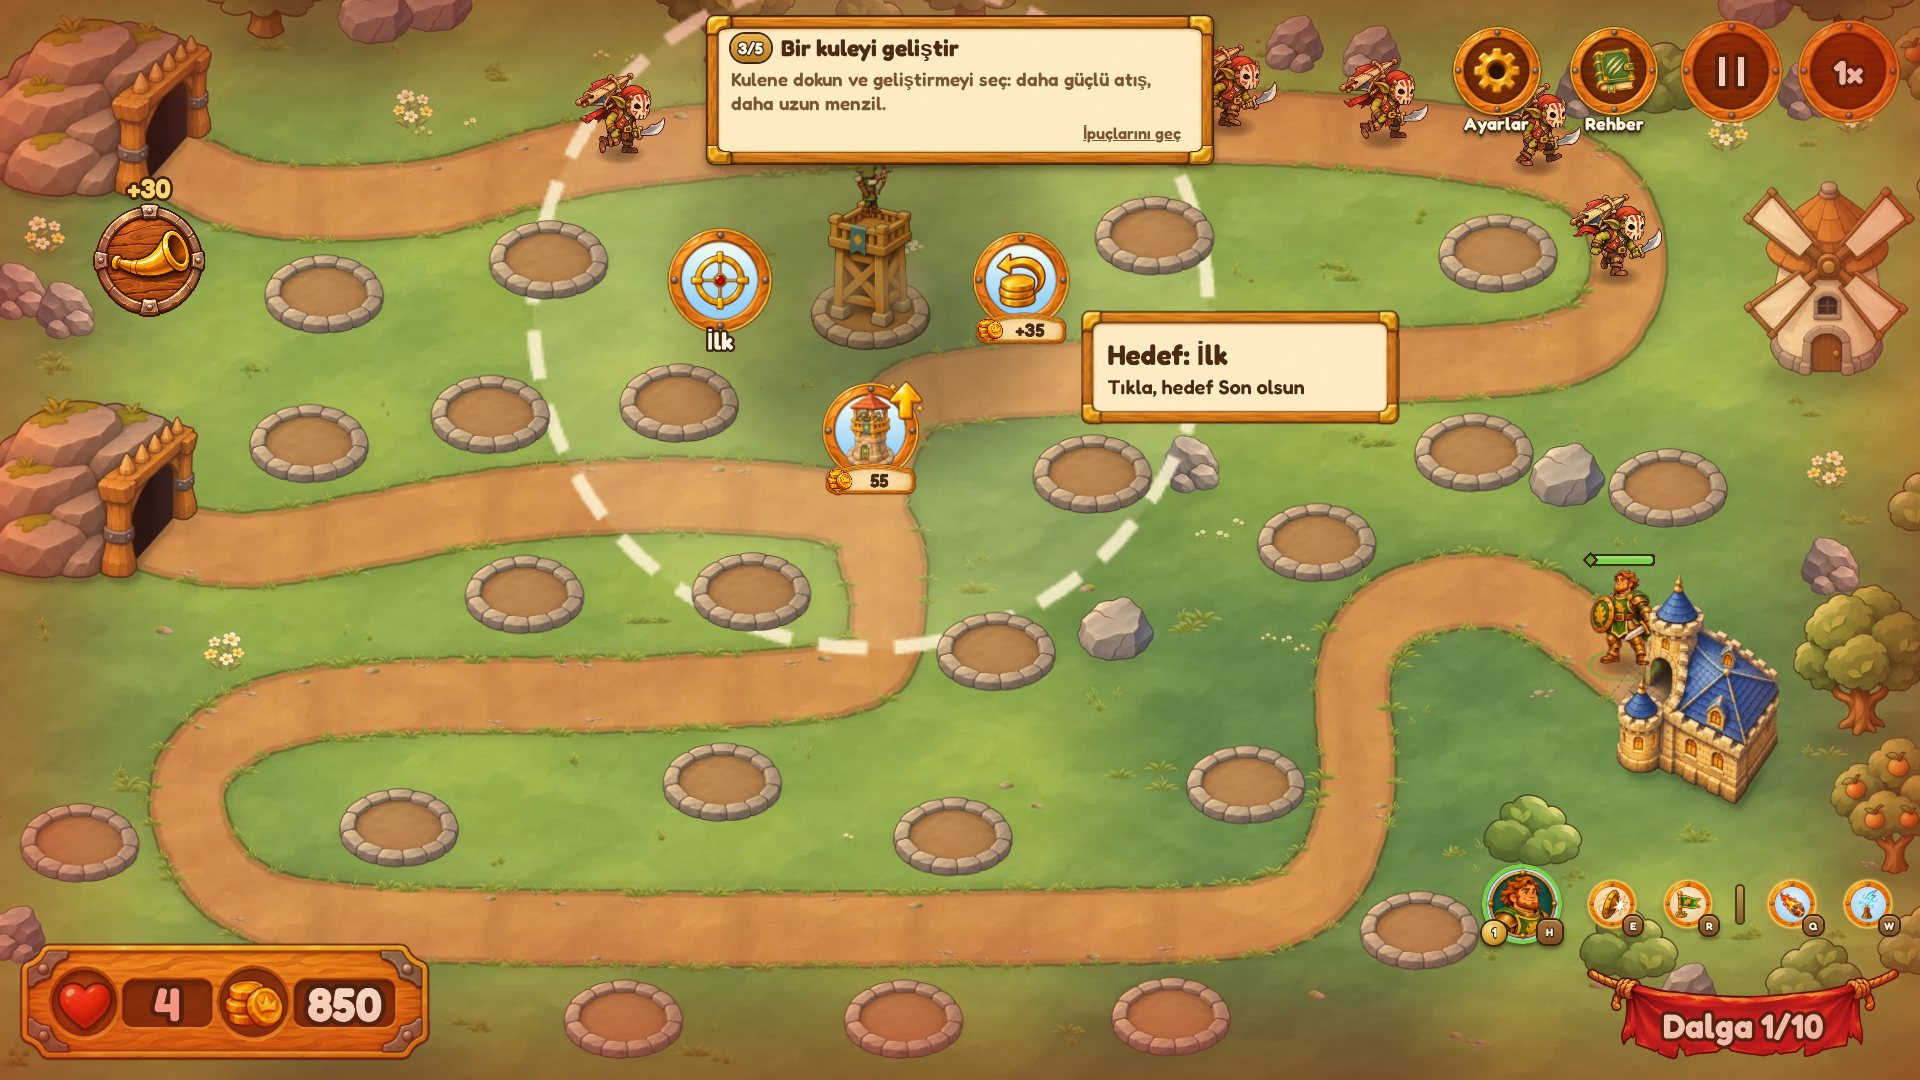 3/5 Bir kuleyi geliştir
Kulene dokun ve geliştirmeyi seç: daha güçlü atış,
daha uzun menzil.
İpuçlarını geç
Ayarlar
Rehber
1x
+30
İlk
+35
Hedef: İlk
Tıkla, hedef Son olsun
55
1
H
E
R
Q
W
4
850
Dalga 1/10